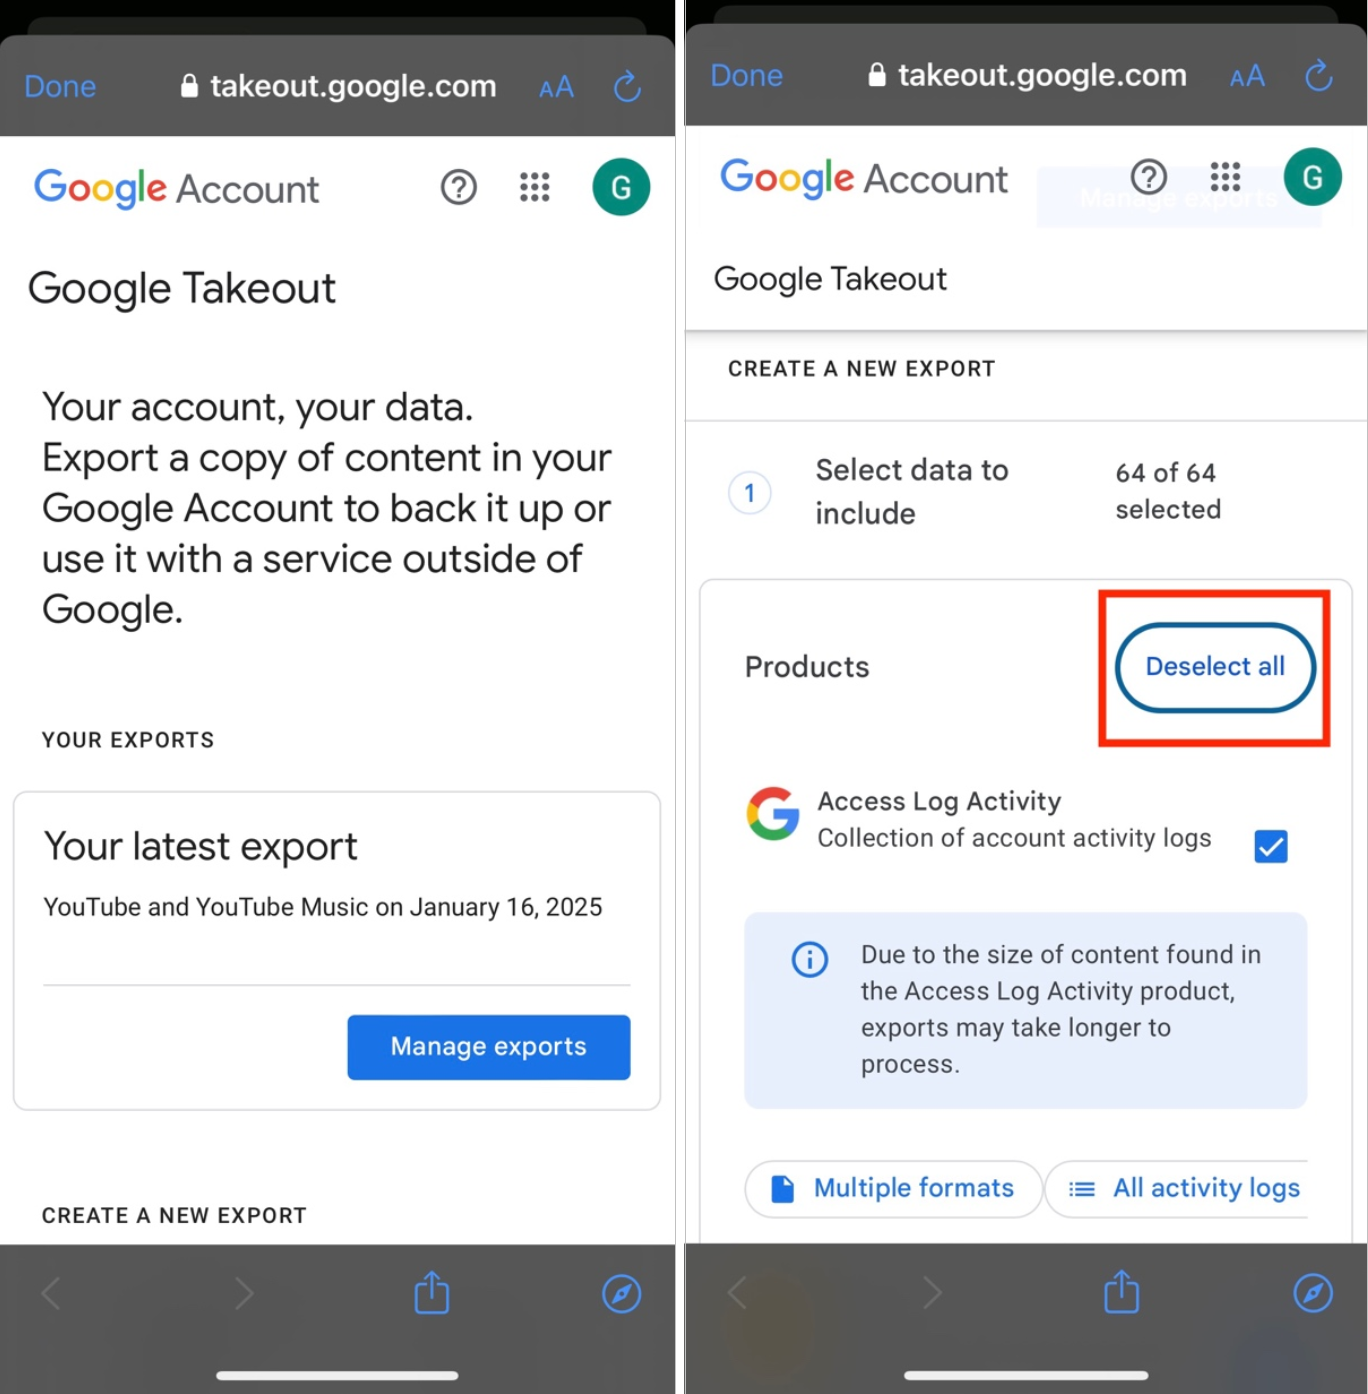 Done
takeout.google.com
AA
Google Account
G
Google Takeout
Your account, your data.
Export a copy of content in your
Google Account to back it up or
use it with a service outside of
Google.
YOUR EXPORTS
Your latest export
YouTube and YouTube Music on January 16, 2025
Manage exports
CREATE A NEW EXPORT
Done
takeout.google.com
AA
Google Account
Manage exports
G
Google Takeout
CREATE A NEW EXPORT
1
Select data to
include
64 of 64
selected
Products
Deselect all
Access Log Activity
Collection of account activity logs
Due to the size of content found in
the Access Log Activity product,
exports may take longer to
process.
Multiple formats
All activity logs